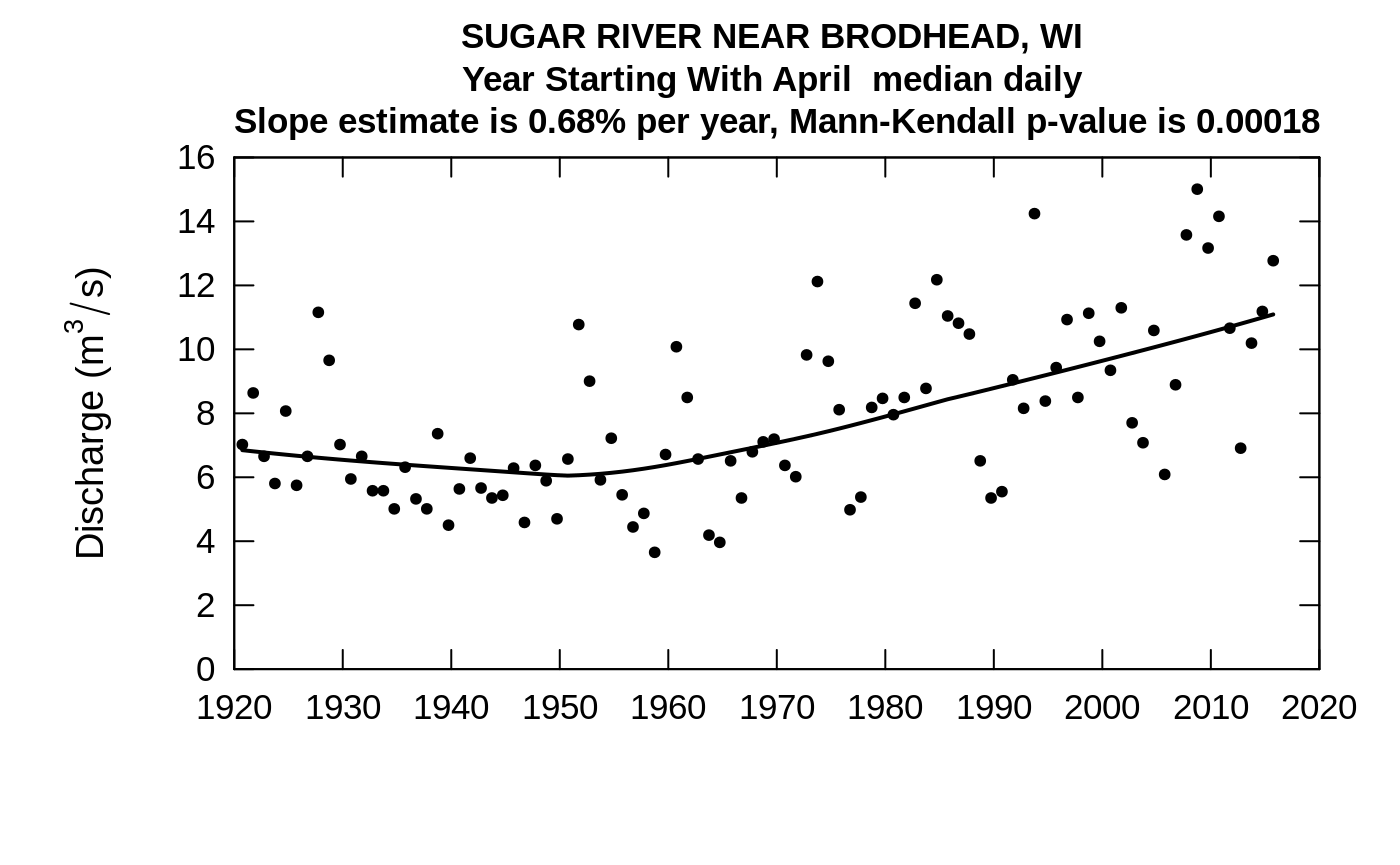 SUGAR RIVER NEAR BRODHEAD, WI
Year Starting With April  median daily
Slope estimate is 0.68% per year, Mann-Kendall p-value is 0.00018
Discharge (m³/s)
16
14
12
10
8
6
4
2
0
1920 1930 1940 1950 1960 1970 1980 1990 2000 2010 2020